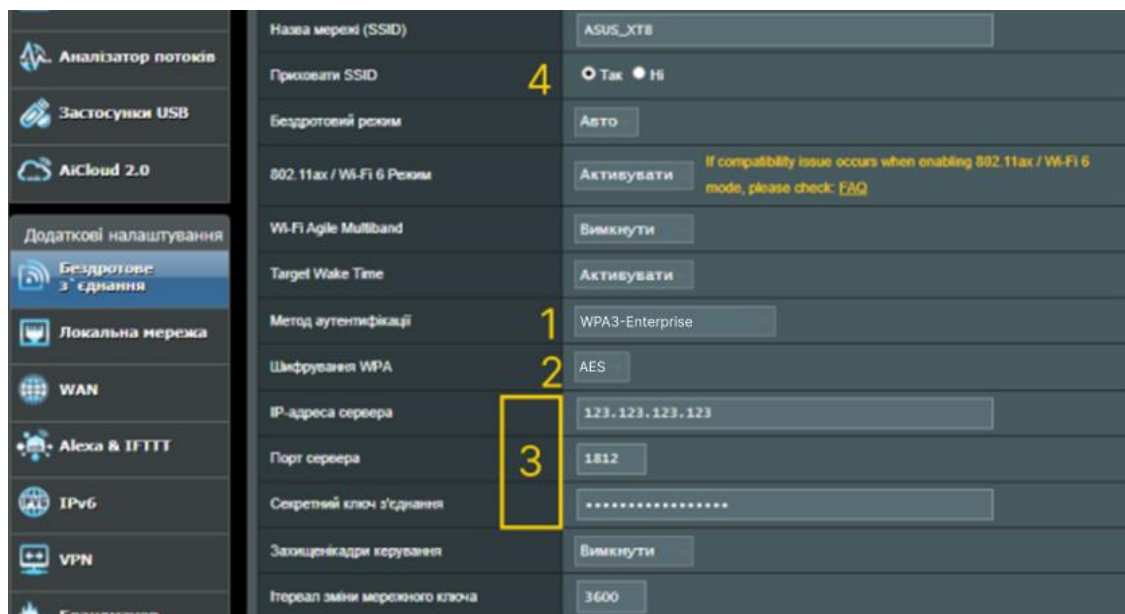 Аналізатор потоків
Застосунки USB
AiCloud 2.0
Додаткові налаштування
Бездротове
з`єднання
Локальна мережа
WAN
Alexa & IFTTT
IPv6
VPN
Назва мережі (SSID) ASUS_XT8
Приховати SSID 4 Так Ні
Бездротовий режим Авто
802.11ax / Wi-Fi 6 Режим Активувати If compatibility issue occurs when enabling 802.11ax / Wi-Fi 6
mode, please check: FAQ
Wi-Fi Agile Multiband Вимкнути
Target Wake Time Активувати
Метод аутентифікації 1 WPA3-Enterprise
Шифрування WPA 2 AES
IP-адреса сервера 123.123.123.123
Порт сервера 3 1812
Секретний ключ з'єднання •••••••••••••••••
Захищенікадри керування Вимкнути
Ітервал зміни мережного ключа 3600